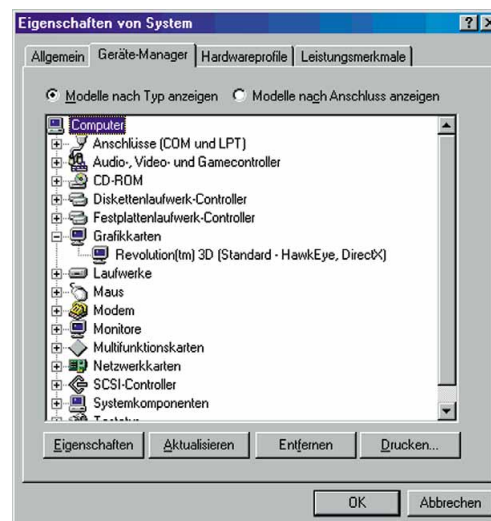 Eigenschaften von System
Allgemein Geräte-Manager Hardwareprofile Leistungsmerkmale
Modelle nach Typ anzeigen Modelle nach Anschluss anzeigen
Computer
Anschlüsse (COM und LPT)
Audio-, Video- und Gamecontroller
CD-ROM
Diskettenlaufwerk-Controller
Festplattenlaufwerk-Controller
Grafikkarten
Revolution(tm) 3D (Standard - HawkEye, DirectX)
Laufwerke
Maus
Modem
Monitore
Multifunktionskarten
Netzwerkkarten
SCSI-Controller
Systemkomponenten
Eigenschaften Aktualisieren Entfernen Drucken...
OK Abbrechen